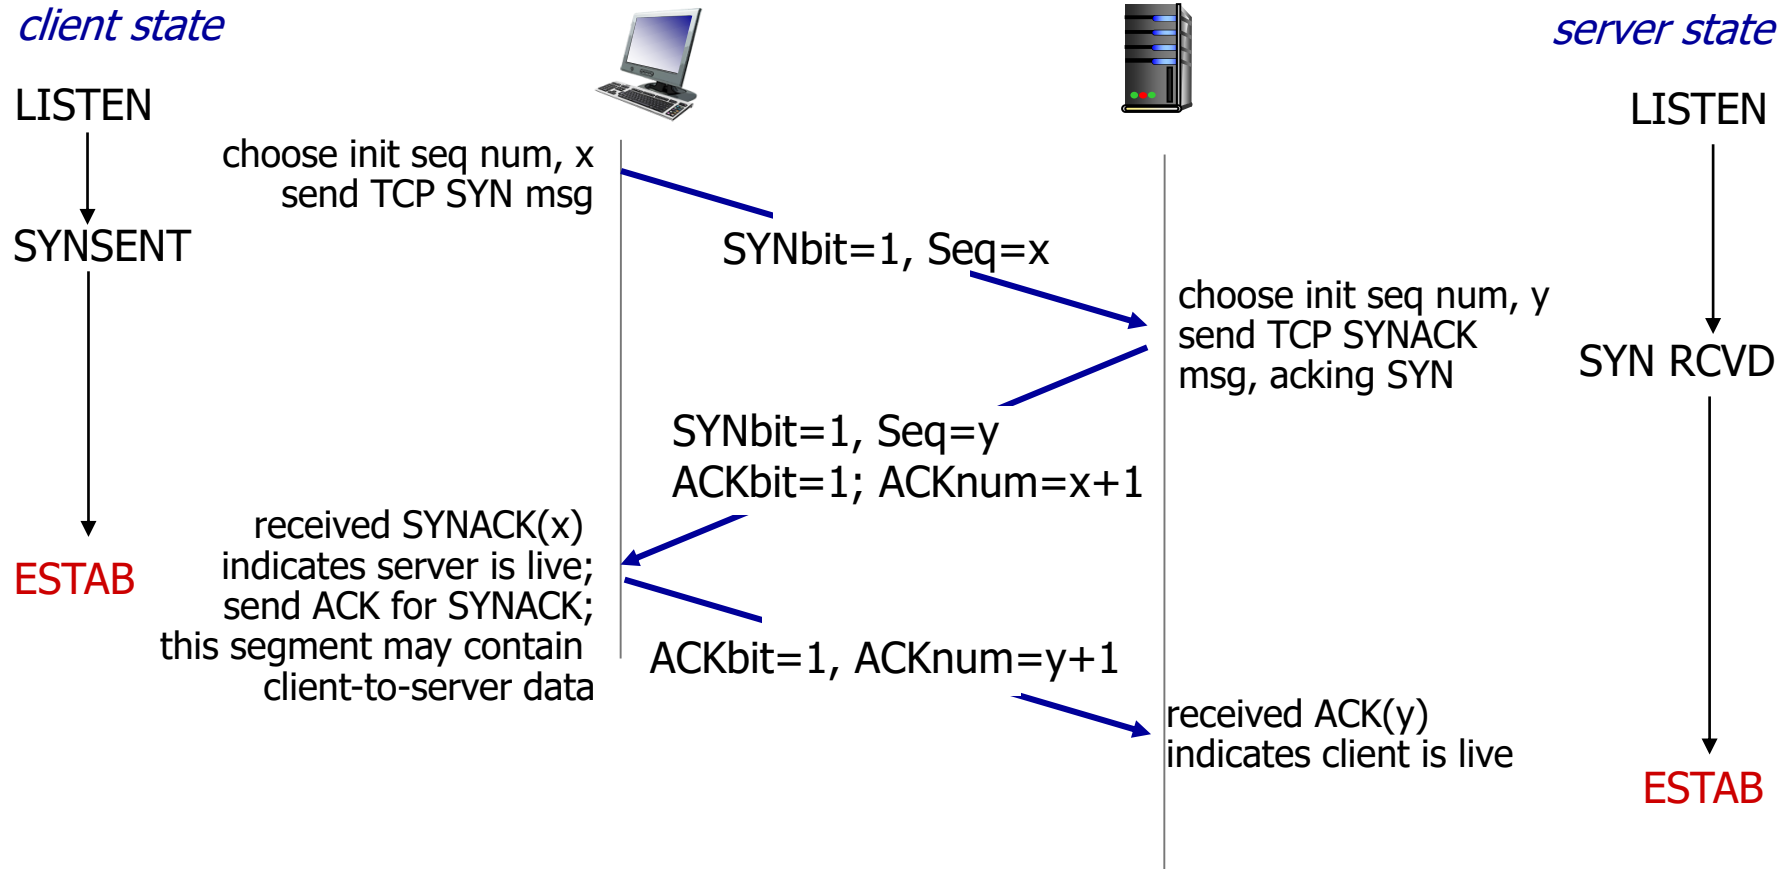 client state
server state
LISTEN
LISTEN
choose init seq num, x
send TCP SYN msg
SYNSENT
SYNbit=1, Seq=x
choose init seq num, y
send TCP SYNACK
msg, acking SYN
SYN RCVD
SYNbit=1, Seq=y
ACKbit=1; ACKnum=x+1
received SYNACK(x)
indicates server is live;
send ACK for SYNACK;
this segment may contain
client-to-server data
ESTAB
ACKbit=1, ACKnum=y+1
received ACK(y)
indicates client is live
ESTAB